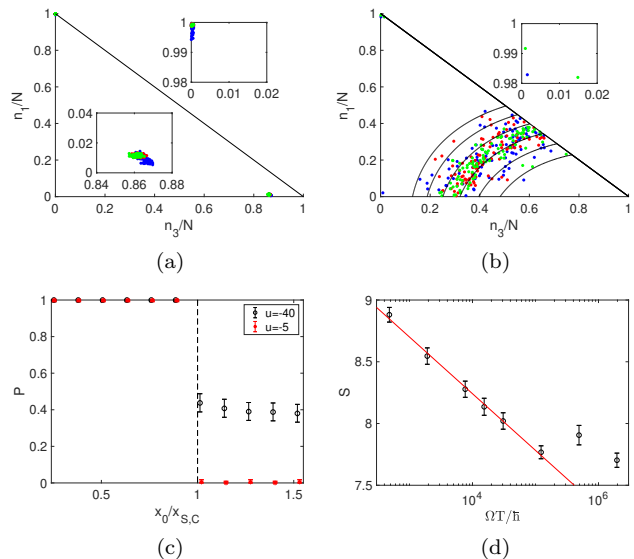 1
0.8
0.6
0.4
0.2
0
n₁/N
0 0.2 0.4 0.6 0.8 1
n₃/N
1
0.99
0.98
0 0.01 0.02
0.04
0.02
0
0.84 0.86 0.88
(a)
1
0.8
0.6
0.4
0.2
0
n₁/N
0 0.2 0.4 0.6 0.8 1
n₃/N
1
0.99
0.98
0 0.01 0.02
(b)
1
0.8
0.6
0.4
0.2
0
P
0.5 1 1.5
x₀/x_S,C
u=-40
u=-5
(c)
9
8.5
8
7.5
S
10⁴ 10⁶
ΩT/ħ
(d)